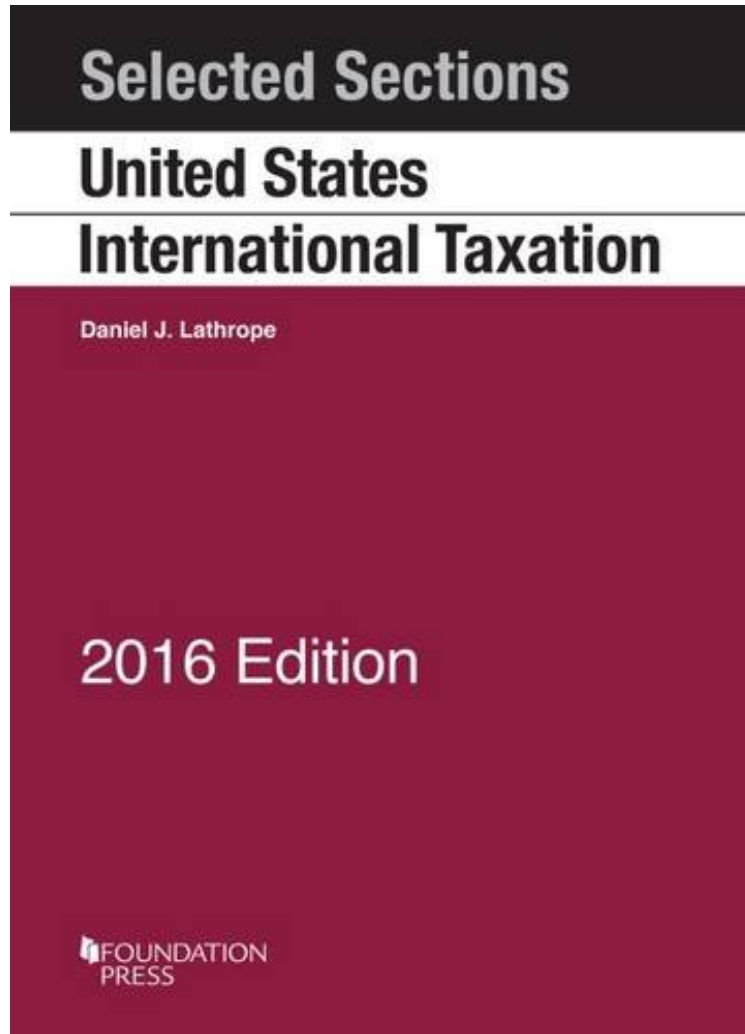 Selected Sections
United States
International Taxation
Daniel J. Lathrope
2016 Edition
FOUNDATION
PRESS